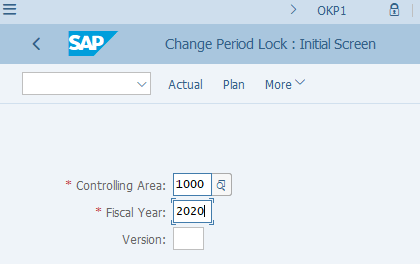 OKP1
SAP Change Period Lock : Initial Screen
Actual Plan More
* Controlling Area: 1000
* Fiscal Year: 2020
Version: